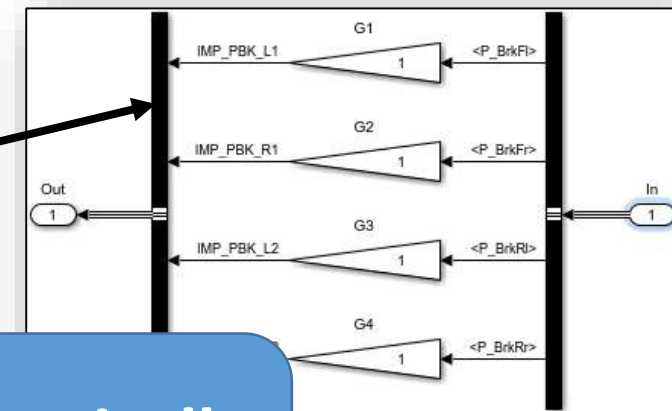 G1
IMP_PBK_L1
1
<P_BrkFl>
G2
IMP_PBK_R1
1
<P_BrkFr>
Out
1
In
1
G3
IMP_PBK_L2
1
<P_BrkRl>
G4
1
<P_BrkRr>